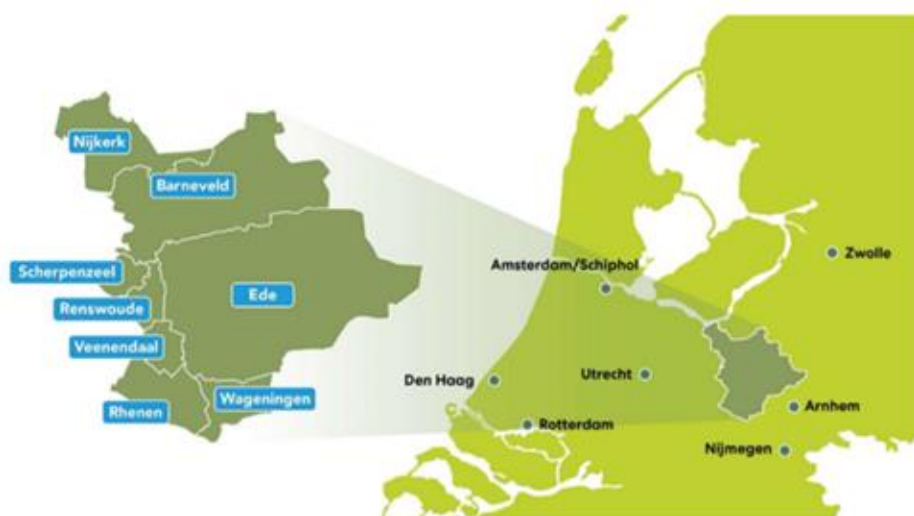 Nijkerk
Barneveld
Scherpenzeel
Ede
Renswoude
Veenendaal
Rhenen
Wageningen
Zwolle
Amsterdam/Schiphol
Den Haag
Utrecht
Arnhem
Rotterdam
Nijmegen